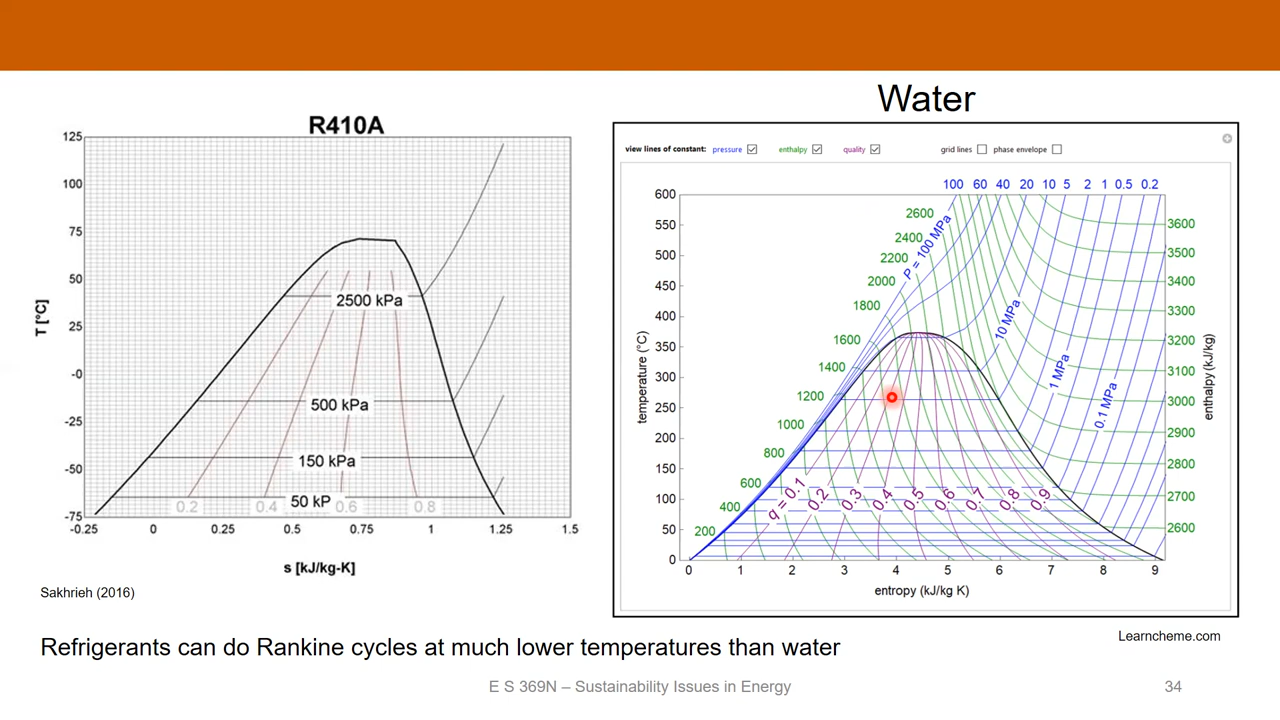 R410A
125
100
75
50
25
-0
-25
-50
-75
T [°C]
2500 kPa
500 kPa
150 kPa
50 kP
0.2 0.4 0.6 0.8
-0.25 0 0.25 0.5 0.75 1 1.25 1.5
s [kJ/kg-K]
Sakhrieh (2016)
Water
view lines of constant: pressure enthalpy quality grid lines phase envelope
100 60 40 20 10 5 2 1 0.5 0.2
600
550
500
450
400
350
300
250
200
150
100
50
0
temperature (°C)
2600
2400
2200
2000
1800
1600
1400
1200
1000
800
600
400
200
P = 100 MPa
10 MPa
1 MPa
0.1 MPa
q = 0.1 0.2 0.3 0.4 0.5 0.6 0.7 0.8 0.9
3600
3500
3400
3300
3200
3100
3000
2900
2800
2700
2600
enthalpy (kJ/kg)
0 1 2 3 4 5 6 7 8 9
entropy (kJ/kg K)
Learncheme.com
Refrigerants can do Rankine cycles at much lower temperatures than water
E S 369N – Sustainability Issues in Energy
34